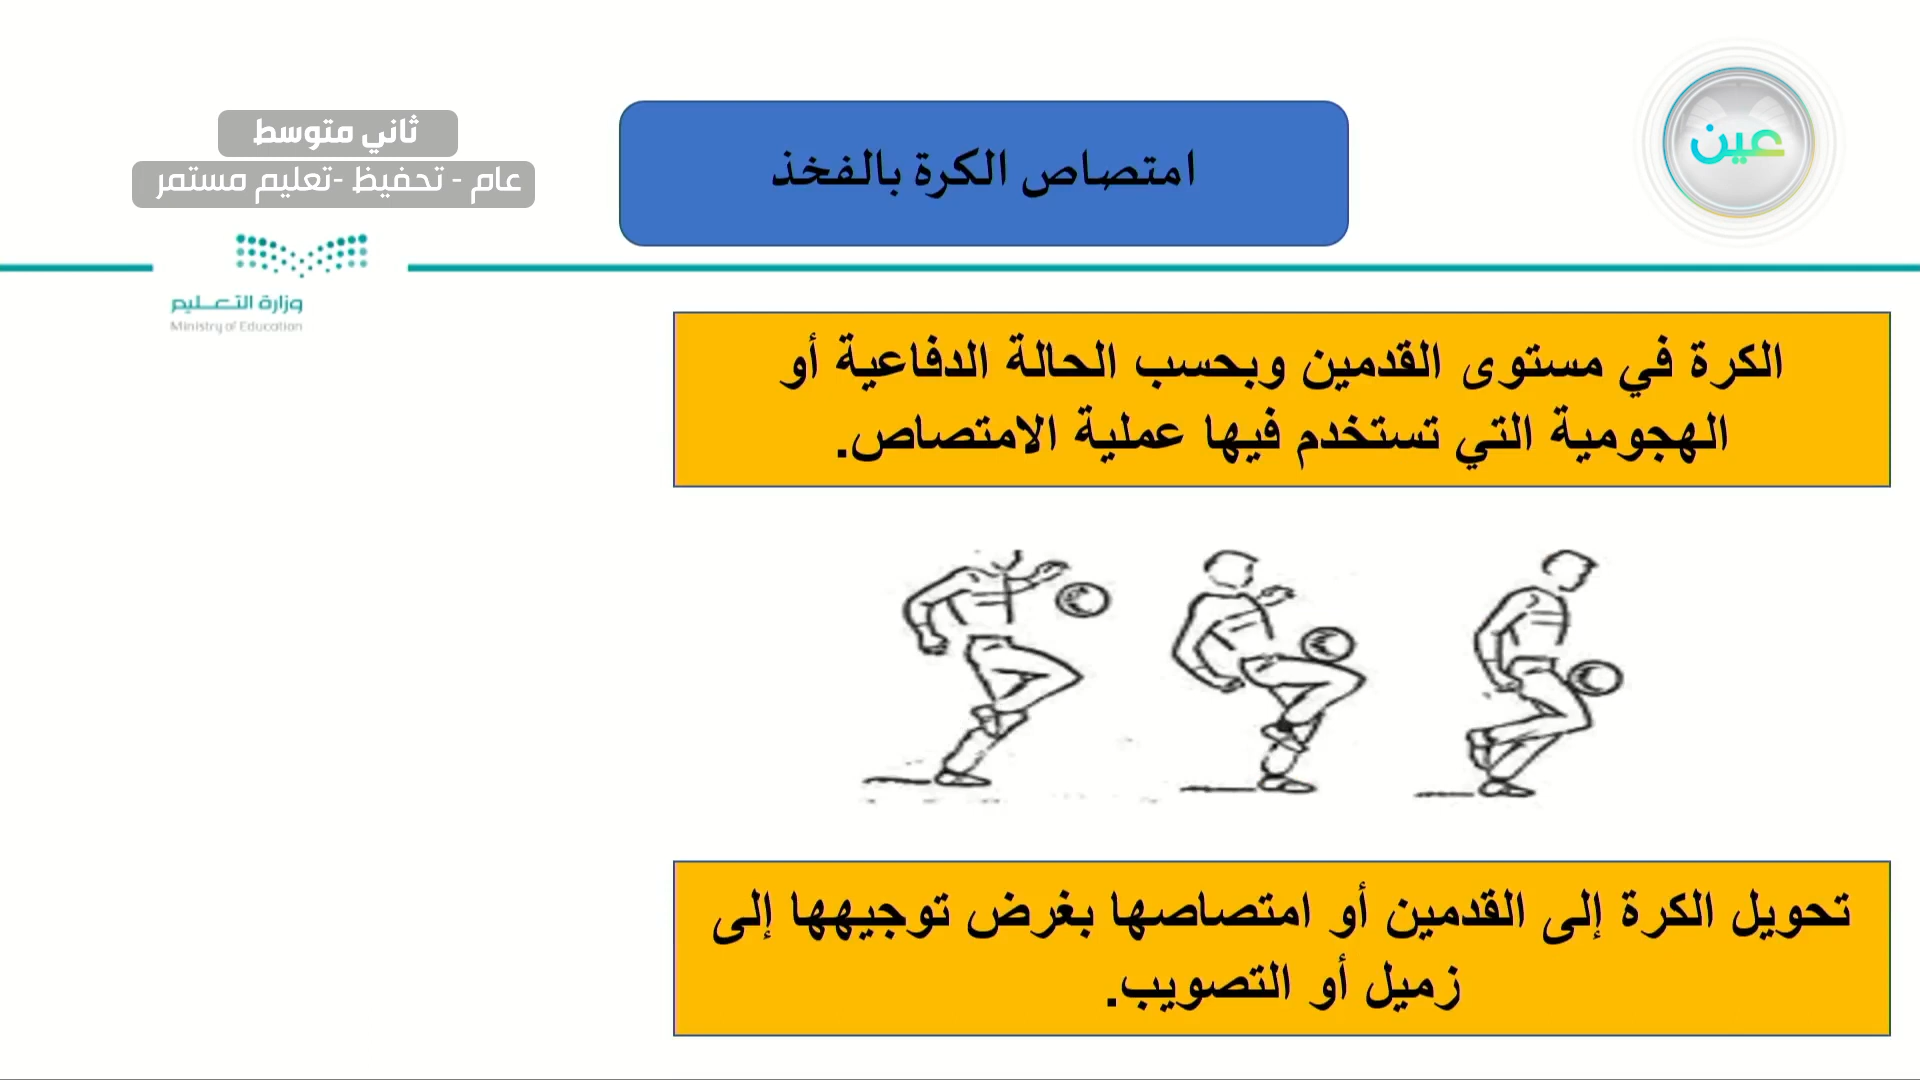 عين
امتصاص الكرة بالفخذ
ثاني متوسط
عام - تحفيظ -تعليم مستمر
وزارة التعليم
Ministry of Education
الكرة في مستوى القدمين وبحسب الحالة الدفاعية أو
الهجومية التي تستخدم فيها عملية الامتصاص.
تحويل الكرة إلى القدمين أو امتصاصها بغرض توجيهها إلى
زميل أو التصويب.